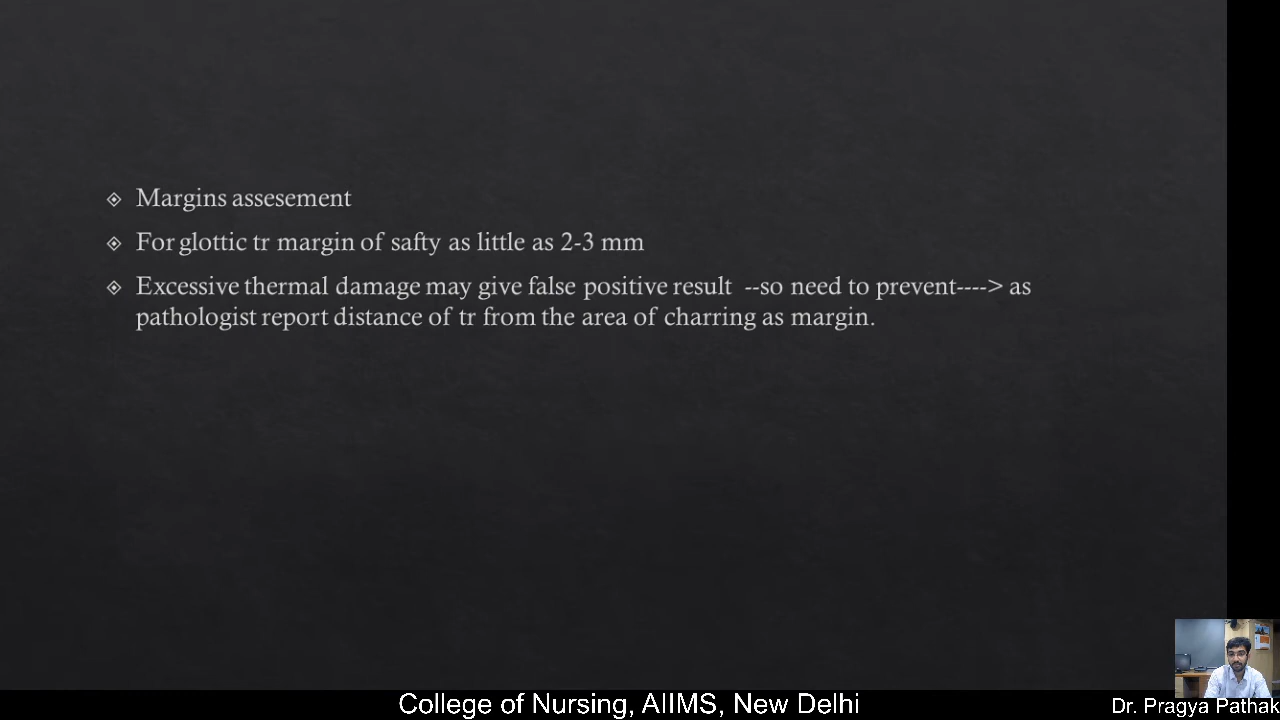 Margins assesement
For glottic tr margin of safty as little as 2-3 mm
Excessive thermal damage may give false positive result --so need to prevent----> as
pathologist report distance of tr from the area of charring as margin.
College of Nursing, AIIMS, New Delhi
Dr. Pragya Pathak